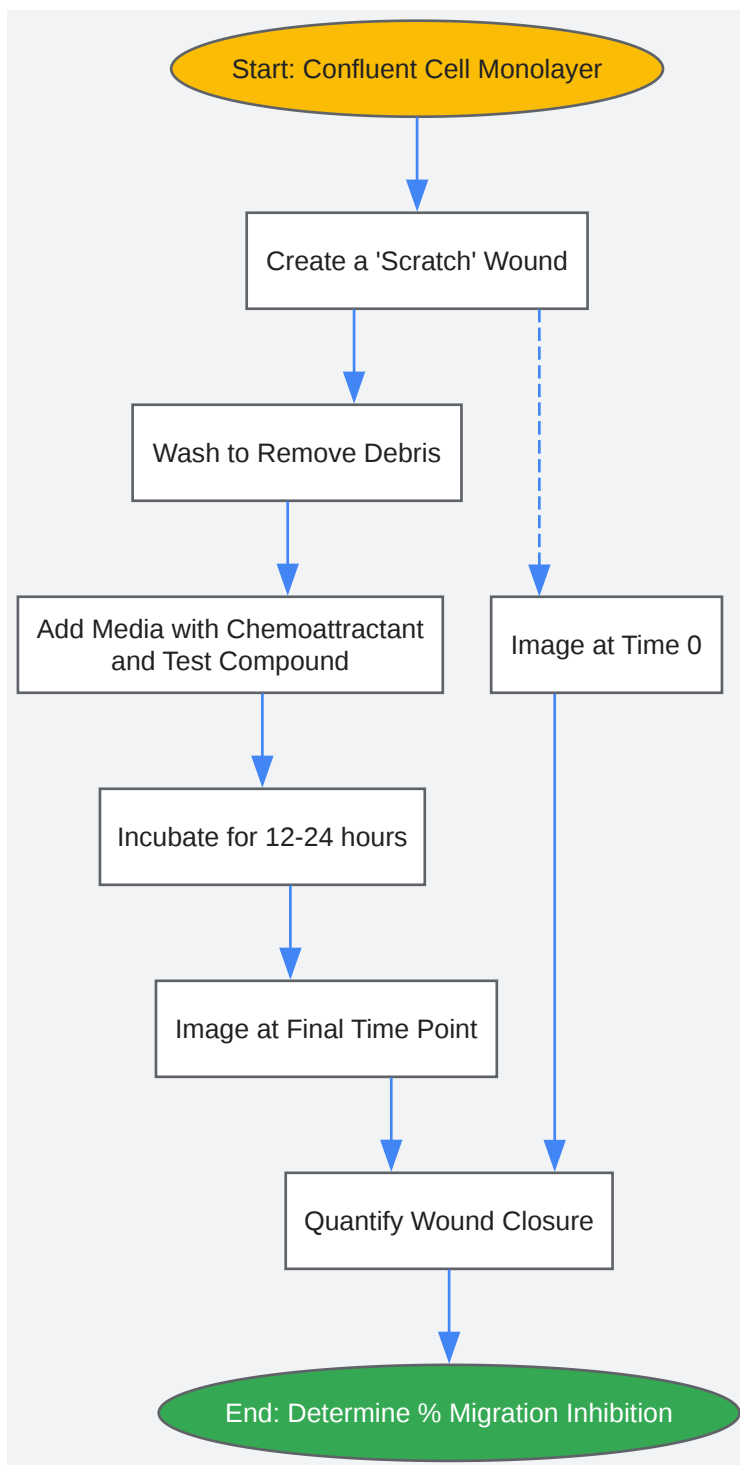 Start: Confluent Cell Monolayer
Create a 'Scratch' Wound
Wash to Remove Debris
Add Media with Chemoattractant
and Test Compound
Image at Time 0
Incubate for 12-24 hours
Image at Final Time Point
Quantify Wound Closure
End: Determine % Migration Inhibition